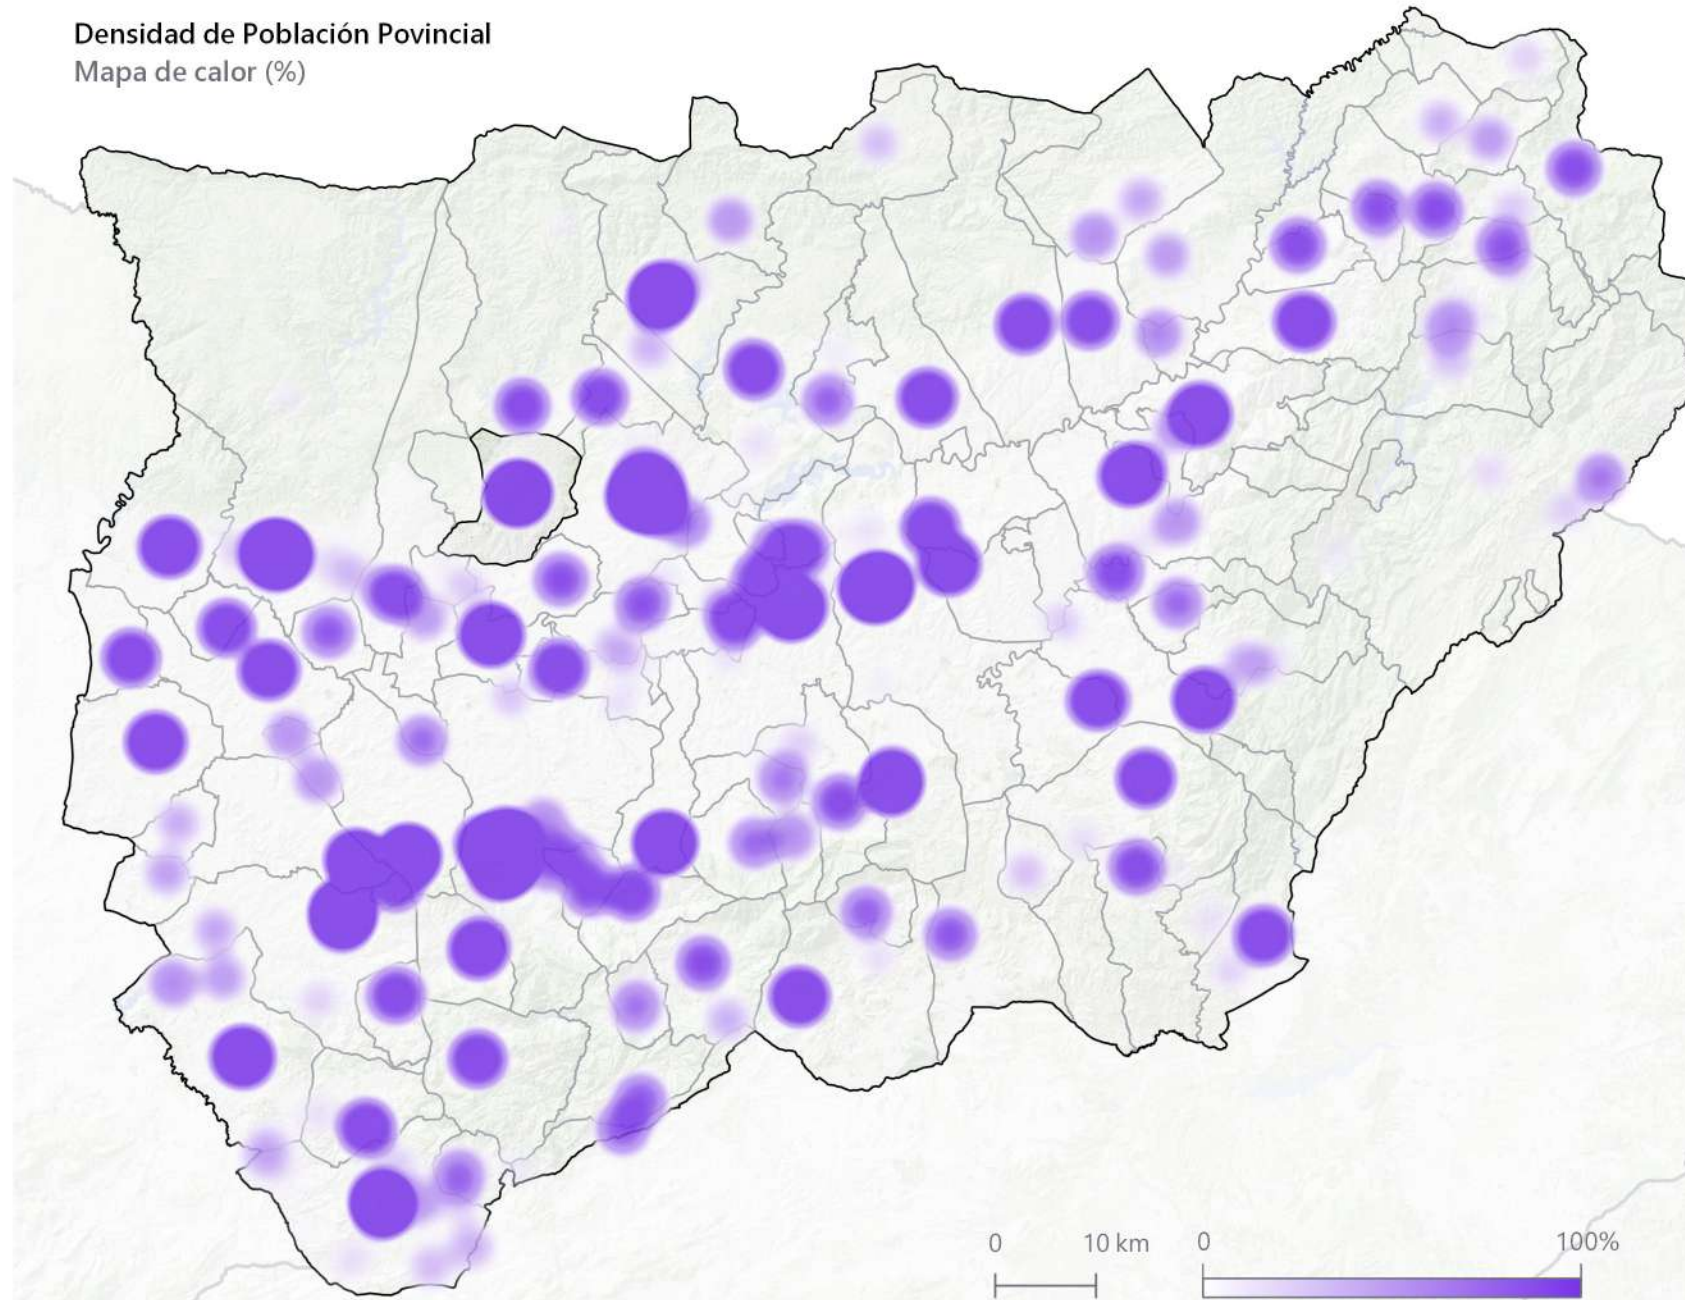 Densidad de Población Povincial
Mapa de calor (%)
0
10 km
0
100%